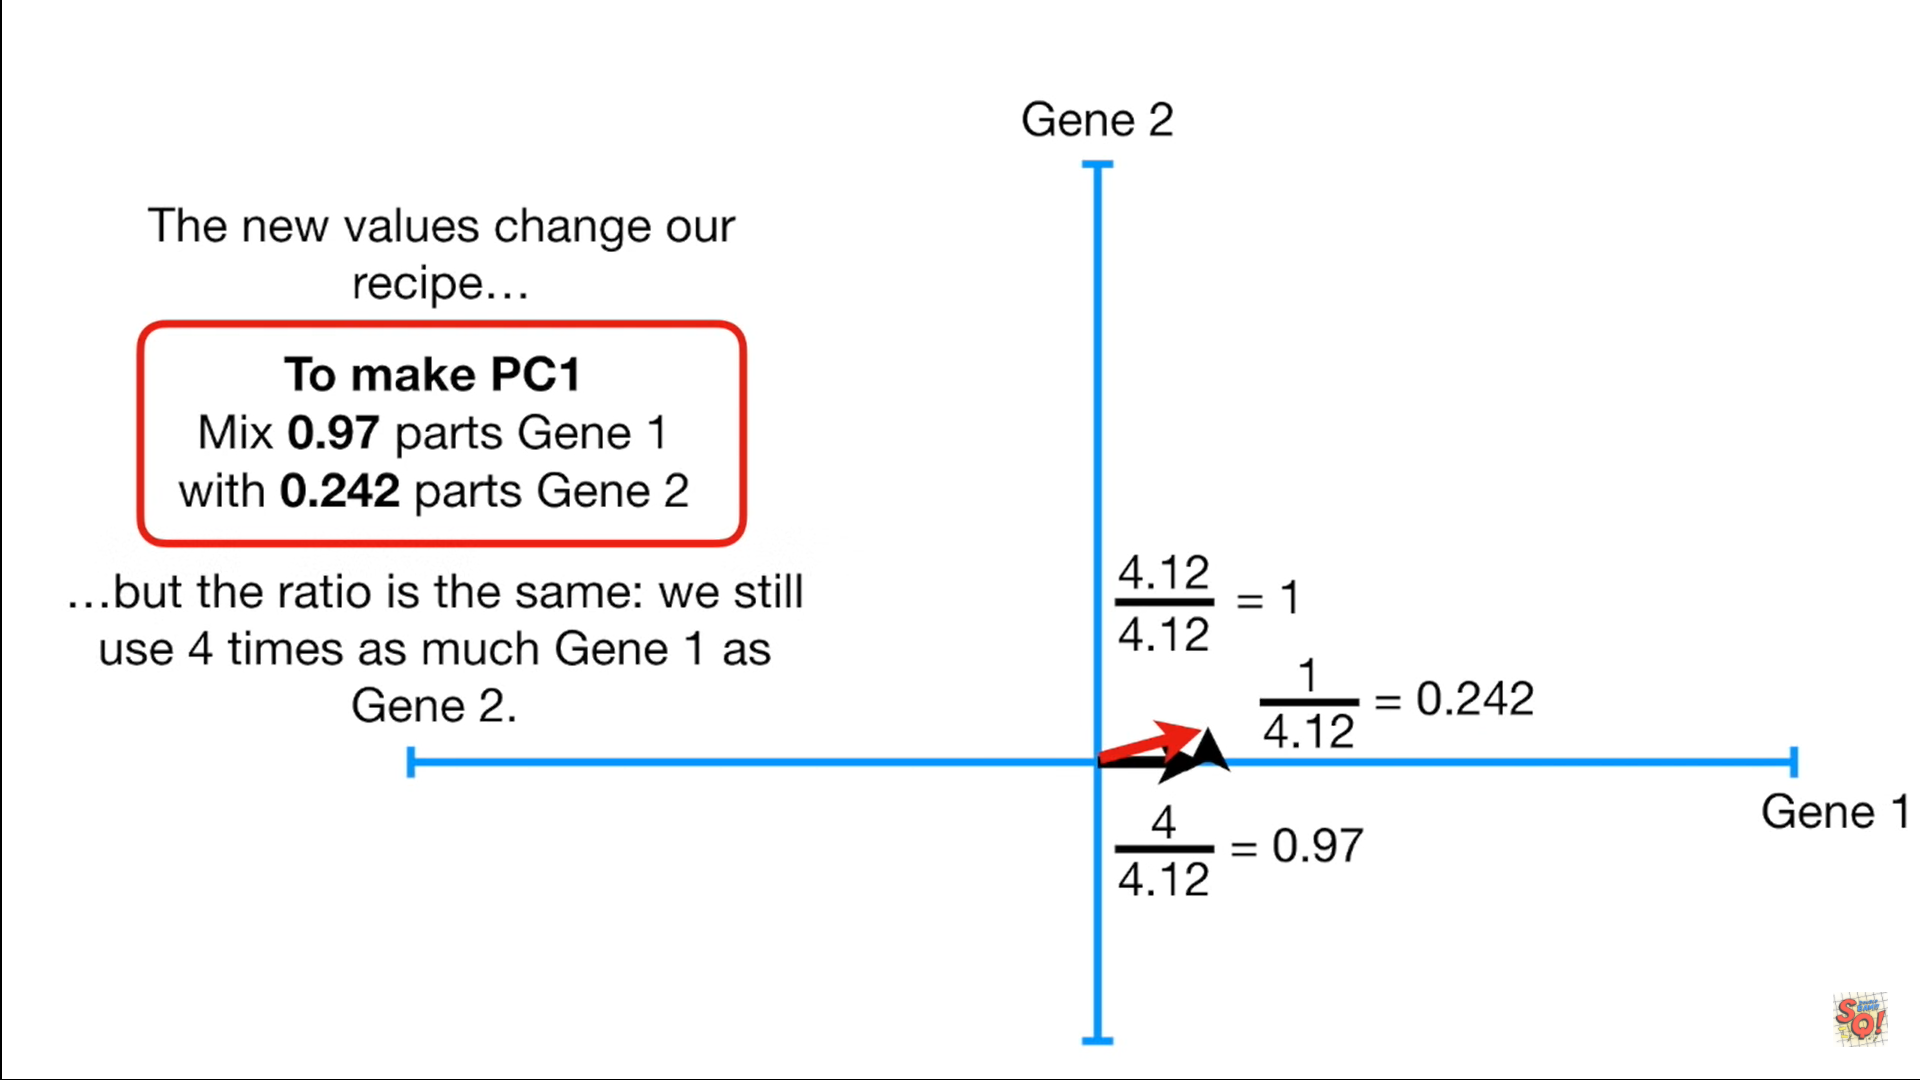 Gene 2
The new values change our
recipe…
To make PC1
Mix 0.97 parts Gene 1
with 0.242 parts Gene 2
…but the ratio is the same: we still
use 4 times as much Gene 1 as
Gene 2.
4.12
4.12
= 1
1
4.12
= 0.242
Gene 1
4
4.12
= 0.97
SQ!